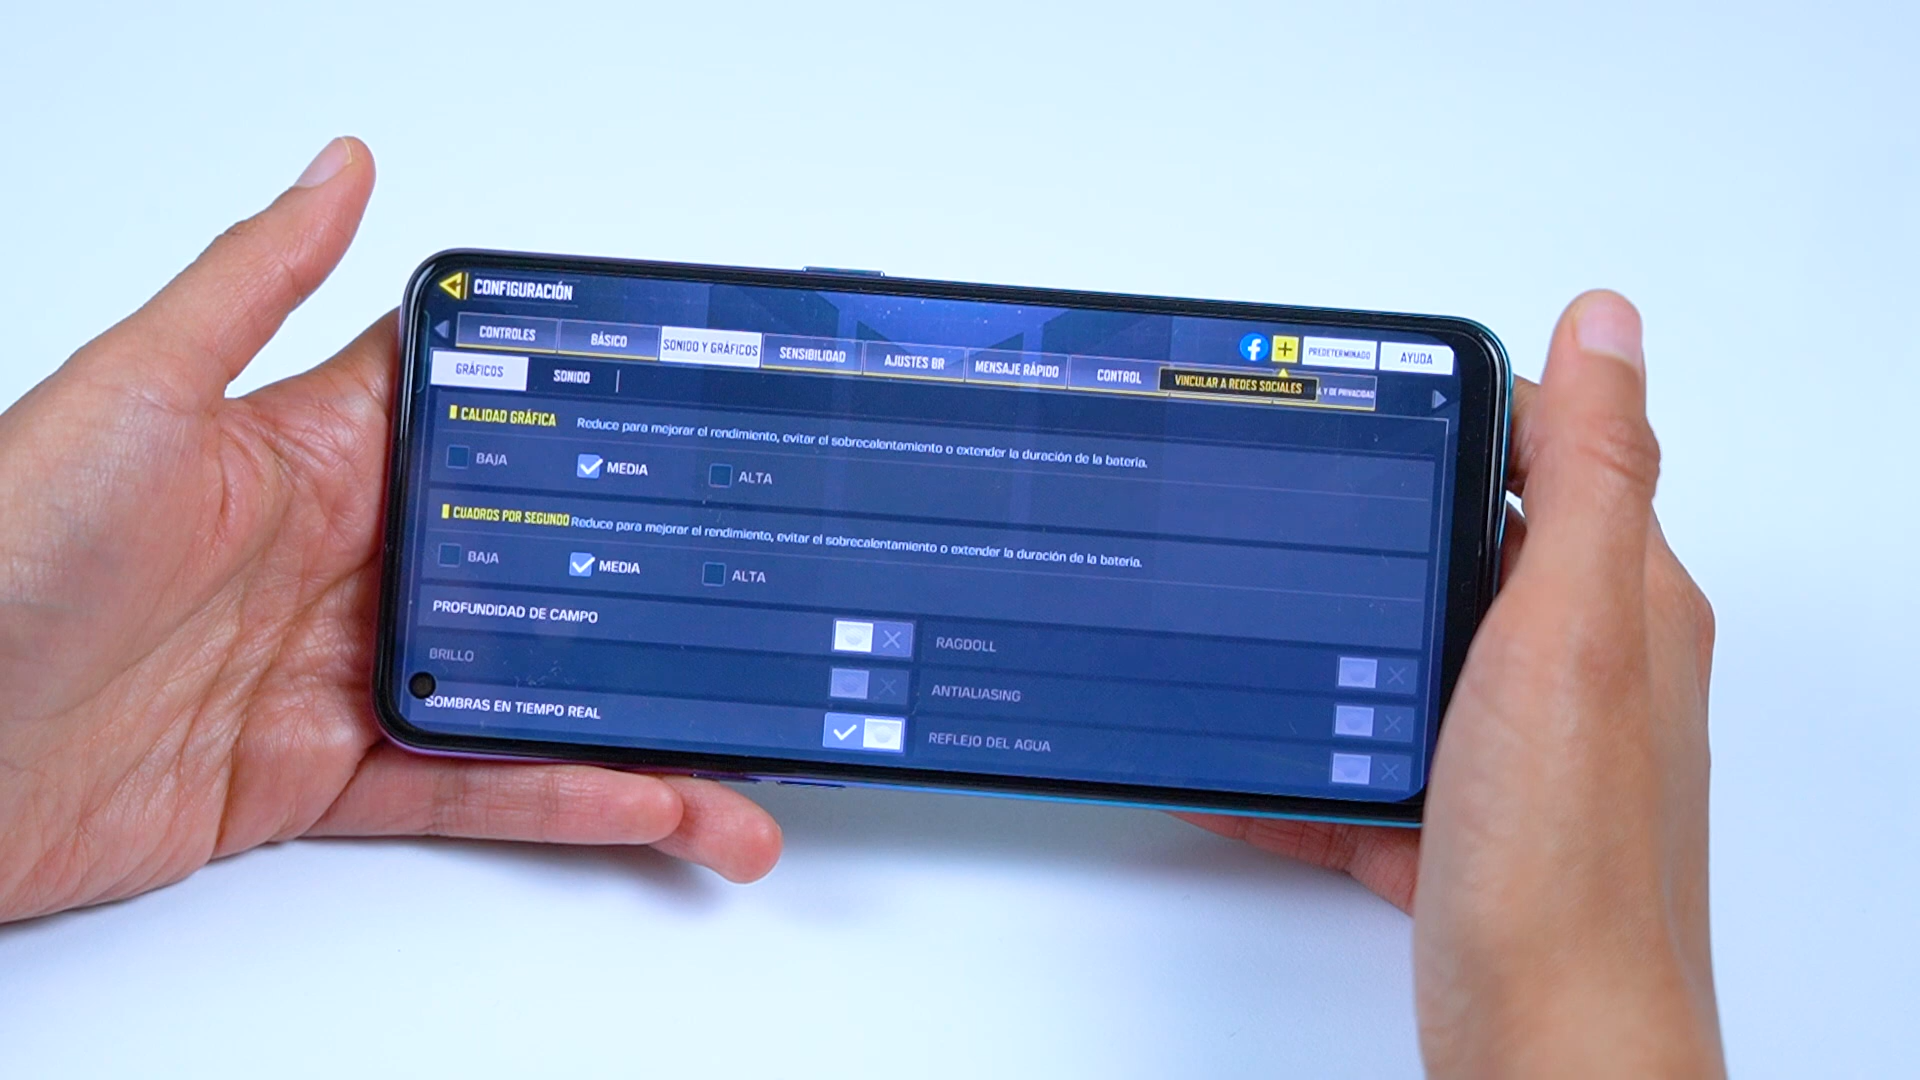 CONFIGURACIÓN
CONTROLES
BÁSICO
SONIDO Y GRÁFICOS
SENSIBILIDAD
AJUSTES BR
MENSAJE RÁPIDO
CONTROL
PREDETERMINADO
AYUDA
VINCULAR A REDES SOCIALES
Y DE PRIVACIDAD
GRÁFICOS
SONIDO
CALIDAD GRÁFICA Reduce para mejorar el rendimiento, evitar el sobrecalentamiento o extender la duración de la batería.
BAJA MEDIA ALTA
CUADROS POR SEGUNDO Reduce para mejorar el rendimiento, evitar el sobrecalentamiento o extender la duración de la batería.
BAJA MEDIA ALTA
PROFUNDIDAD DE CAMPO
RAGDOLL
BRILLO
ANTIALIASING
SOMBRAS EN TIEMPO REAL
REFLEJO DEL AGUA